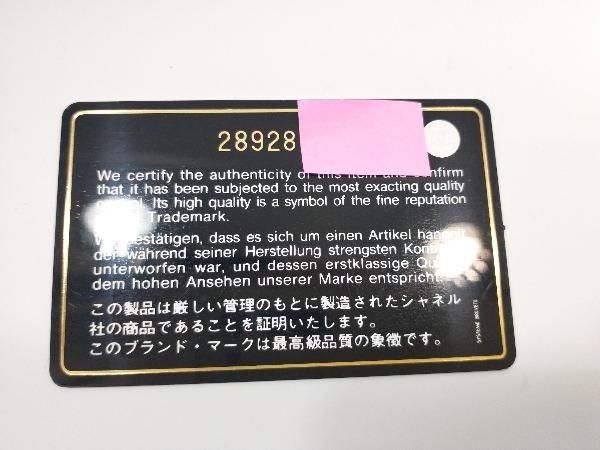 28928
We certify the authenticity of this item and confirm
that it has been subjected to the most exacting quality
Its high quality is a symbol of the fine reputation
Trademark.
bestätigen, dass es sich um einen Artikel handelt
der während seiner Herstellung strengsten
unterworfen war, und dessen erstklassige
dem hohen Ansehen unserer Marke entspricht.
この製品は厳しい管理のもとに製造されたシャネル
社の商品であることを証明いたします。
このブランド・マークは最高級品質の象徴です。